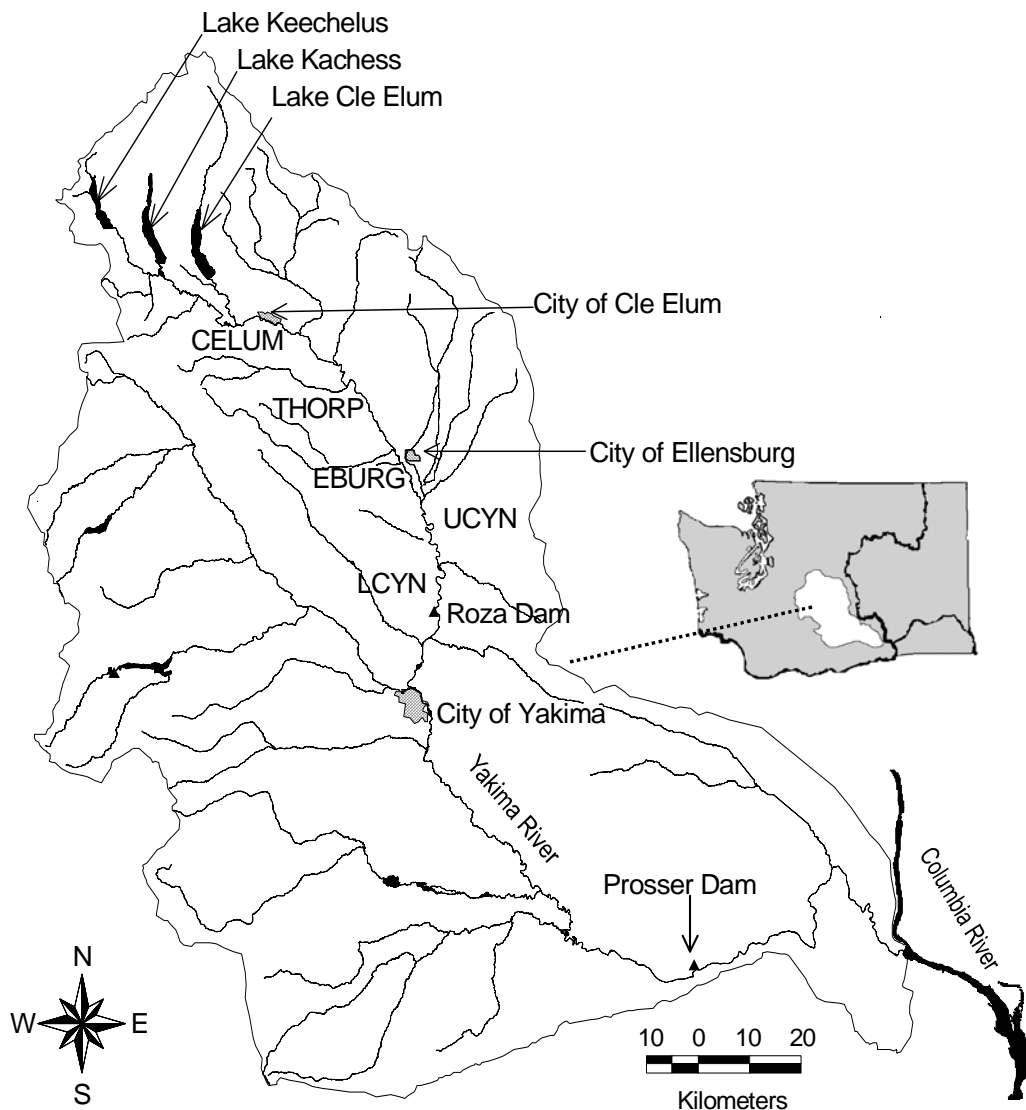 Lake Keechelus
Lake Kachess
Lake Cle Elum
City of Cle Elum
CELUM
THORP
City of Ellensburg
EBURG
UCYN
LCYN
Roza Dam
City of Yakima
Yakima River
Prosser Dam
Columbia River
N
W E
S
10 0 10 20
Kilometers